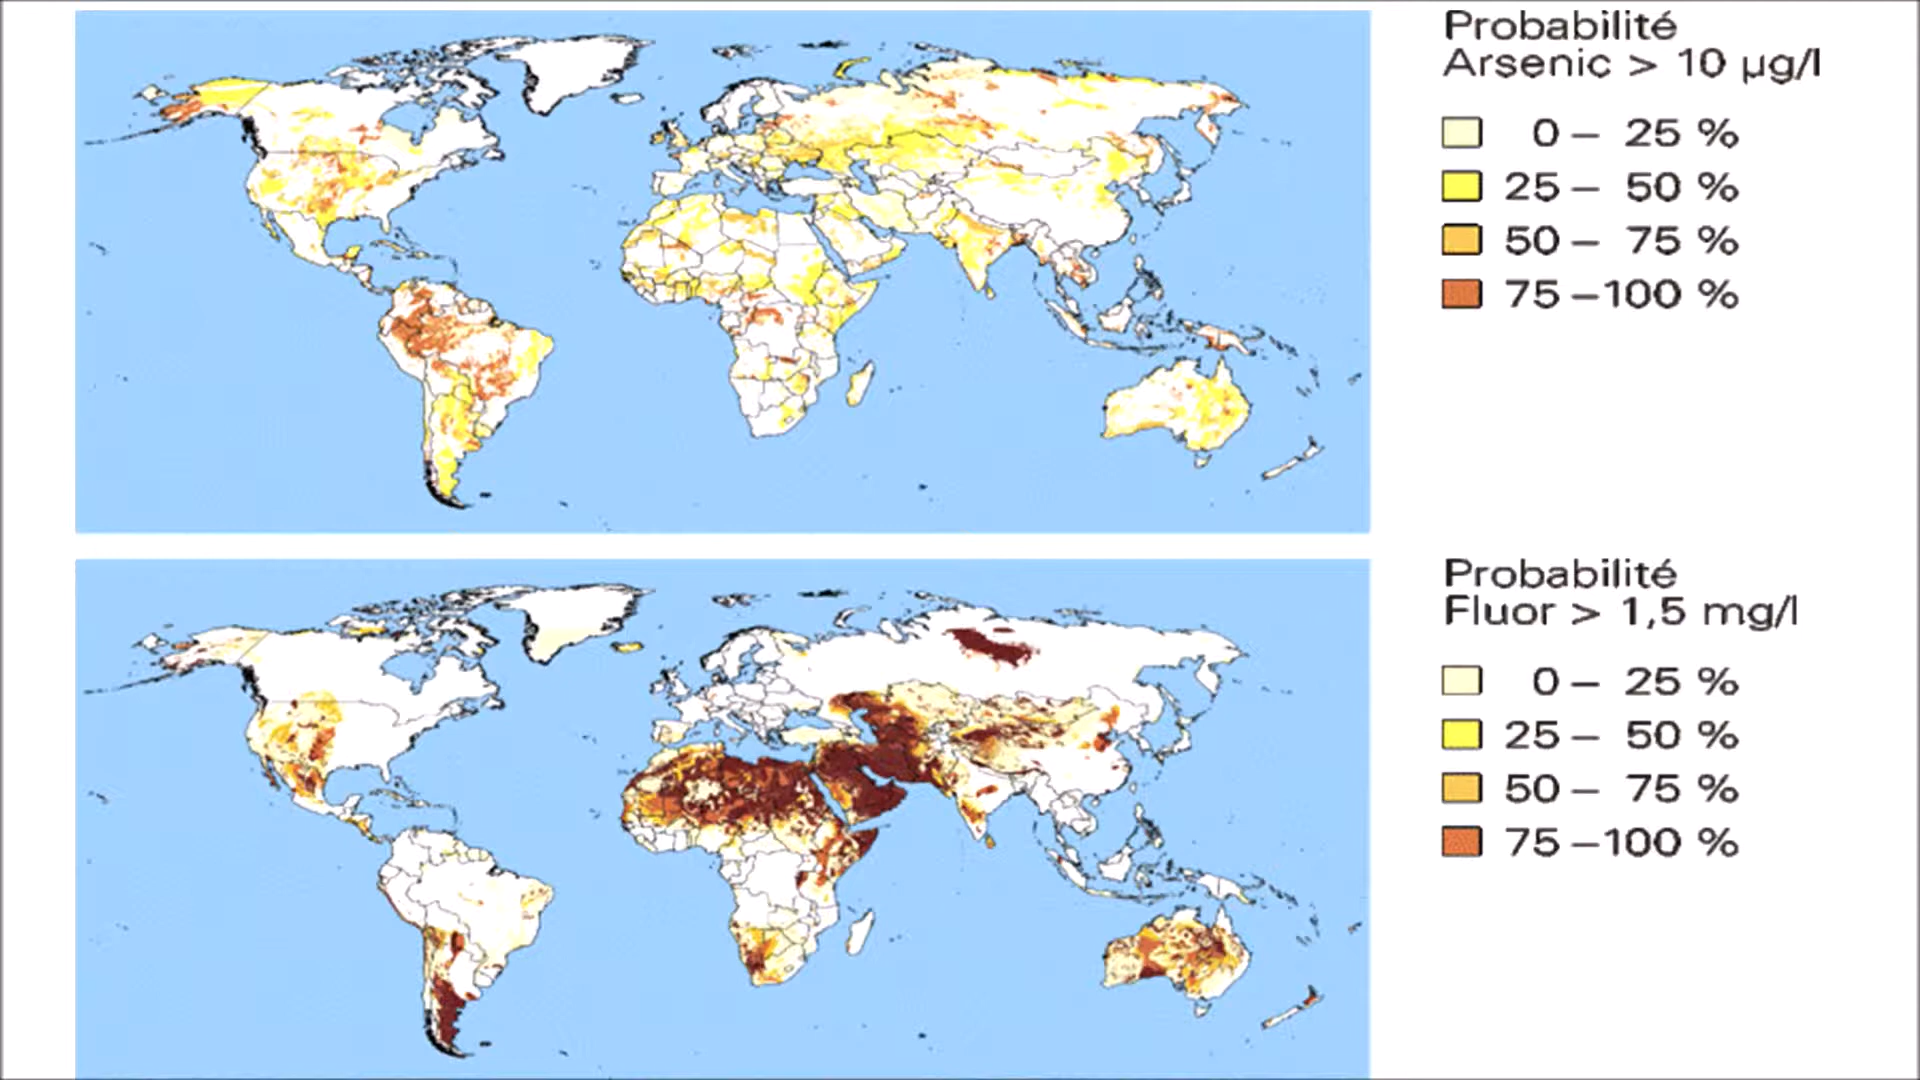 Probabilité
Arsenic > 10 µg/l
0 – 25 %
25 – 50 %
50 – 75 %
75 –100 %
Probabilité
Fluor > 1,5 mg/l
0 – 25 %
25 – 50 %
50 – 75 %
75 –100 %